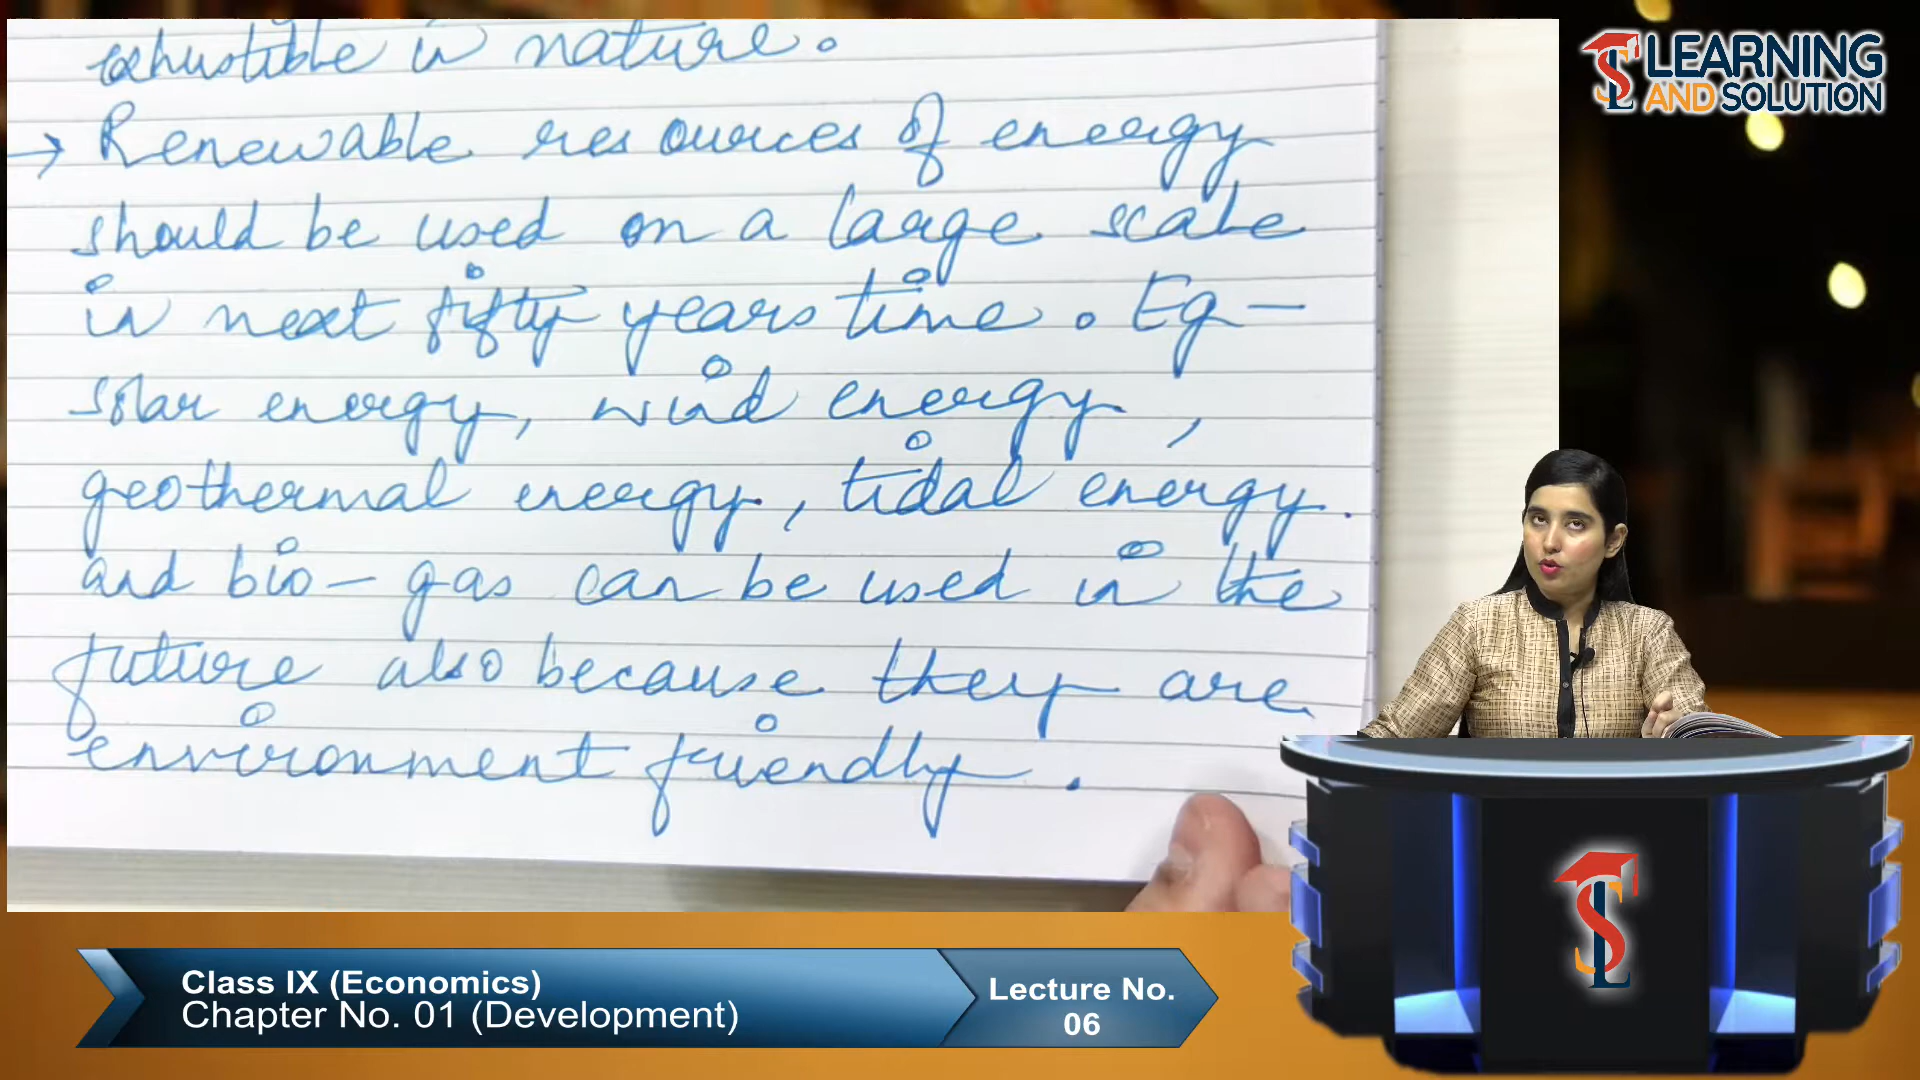 exhustible in nature.
→ Renewable resources of energy
should be used on a large scale
in next fifty years time. Eg -
solar energy, wind energy,
geothermal energy, tidal energy.
and bio - gas can be used in the
future also because they are
environment friendly.
LEARNING
AND SOLUTION
Class IX (Economics)
Chapter No. 01 (Development)
Lecture No.
06